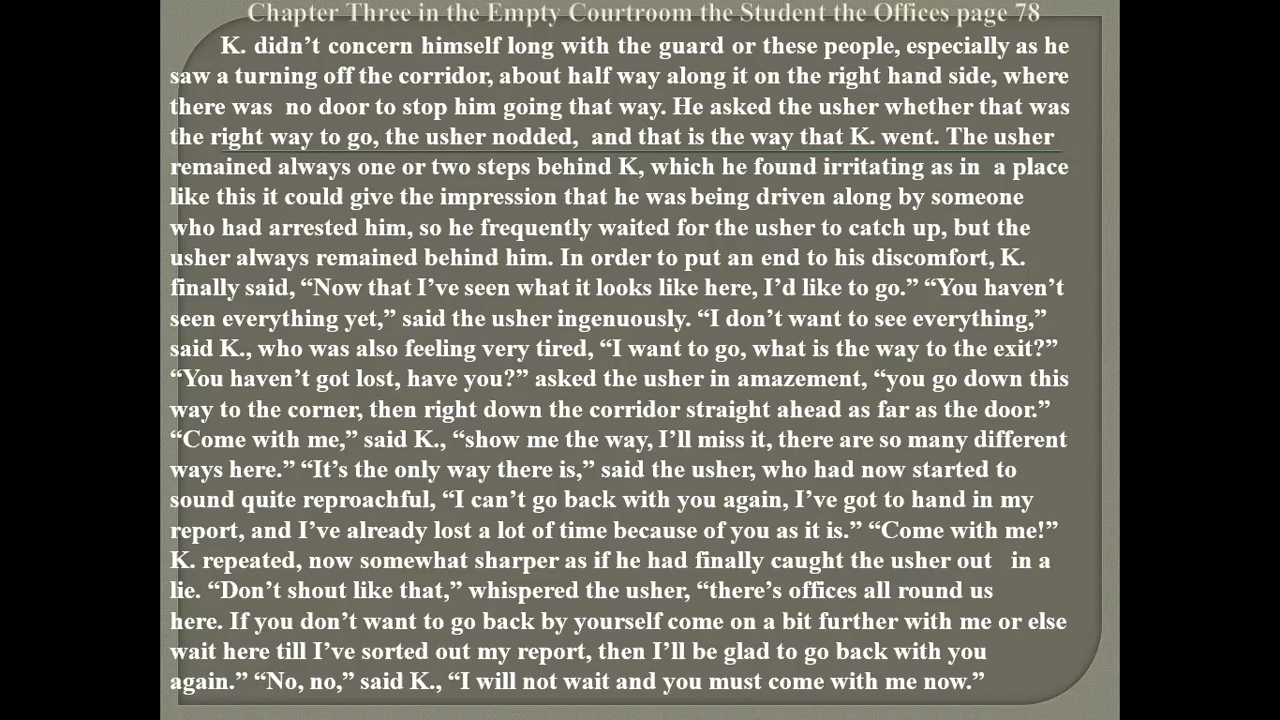 Chapter Three in the Empty Courtroom the Student the Offices page 78
K. didn’t concern himself long with the guard or these people, especially as he
saw a turning off the corridor, about half way along it on the right hand side, where
there was no door to stop him going that way. He asked the usher whether that was
the right way to go, the usher nodded, and that is the way that K. went. The usher
remained always one or two steps behind K, which he found irritating as in a place
like this it could give the impression that he was being driven along by someone
who had arrested him, so he frequently waited for the usher to catch up, but the
usher always remained behind him. In order to put an end to his discomfort, K.
finally said, “Now that I’ve seen what it looks like here, I’d like to go.” “You haven’t
seen everything yet,” said the usher ingenuously. “I don’t want to see everything,”
said K., who was also feeling very tired, “I want to go, what is the way to the exit?”
“You haven’t got lost, have you?” asked the usher in amazement, “you go down this
way to the corner, then right down the corridor straight ahead as far as the door.”
“Come with me,” said K., “show me the way, I’ll miss it, there are so many different
ways here.” “It’s the only way there is,” said the usher, who had now started to
sound quite reproachful, “I can’t go back with you again, I’ve got to hand in my
report, and I’ve already lost a lot of time because of you as it is.” “Come with me!”
K. repeated, now somewhat sharper as if he had finally caught the usher out in a
lie. “Don’t shout like that,” whispered the usher, “there’s offices all round us
here. If you don’t want to go back by yourself come on a bit further with me or else
wait here till I’ve sorted out my report, then I’ll be glad to go back with you
again.” “No, no,” said K., “I will not wait and you must come with me now.”